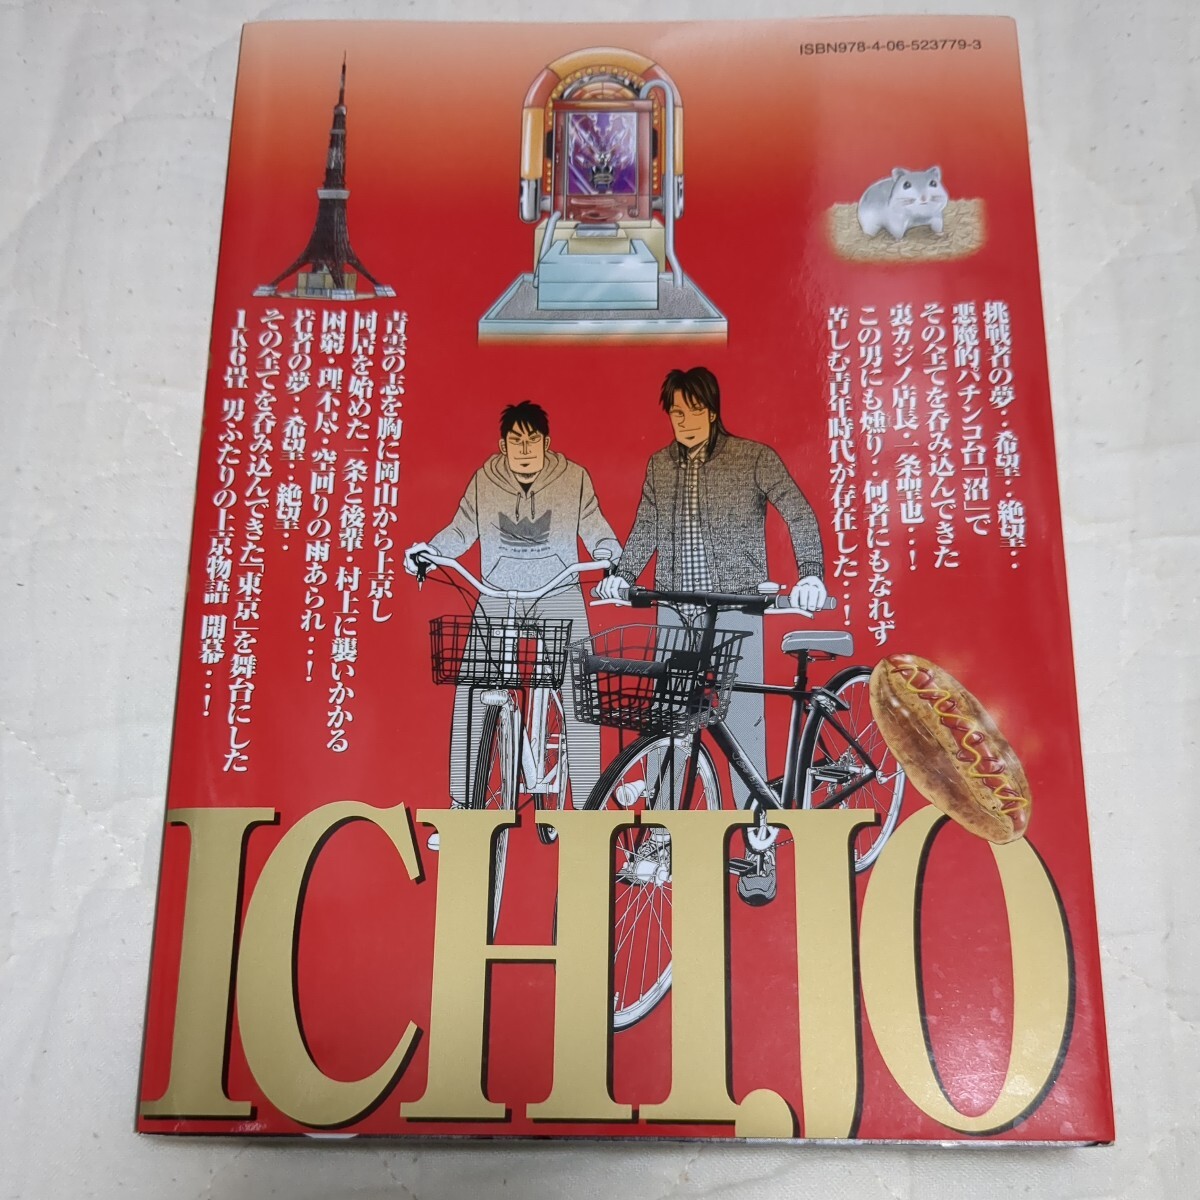 ISBN978-4-06-523779-3
挑戦者の夢‥希望‥絶望‥
悪魔的パチンコ台「沼」で
その全てを呑み込んできた
裏カジノ店長・一条聖也‥!
この男にも燻り‥何者にもなれず
苦しむ青年時代が存在した‥!
青雲の志を胸に岡山から上京し
同居を始めた一条と後輩・村上に襲いかかる
困窮・理不尽・空回りの雨あられ‥!
若者の夢‥希望‥絶望‥
その全てを呑み込んできた「東京」を舞台にした
1K6畳 男ふたりの上京物語 開幕‥!
ICHIJO